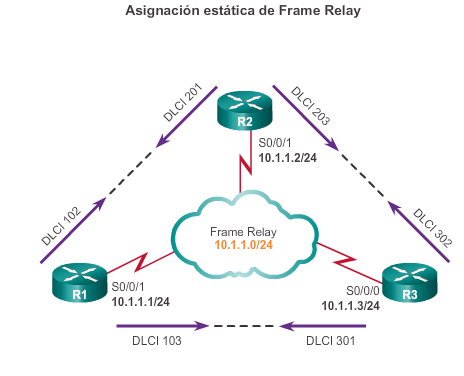 Asignación estática de Frame Relay
DLCI 201
DLCI 203
R2
S0/0/1
10.1.1.2/24
DLCI 102
DLCI 302
Frame Relay
10.1.1.0/24
R1
S0/0/1
10.1.1.1/24
S0/0/0
10.1.1.3/24
R3
DLCI 103
DLCI 301